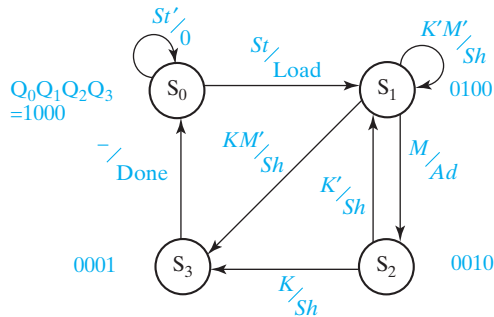 St′/0
St/Load
K′M′/Sh
S₀
S₁
Q₀Q₁Q₂Q₃
=1000
0100
–/Done
KM′/Sh
K′/Sh
M/Ad
0001
S₃
S₂
0010
K/Sh